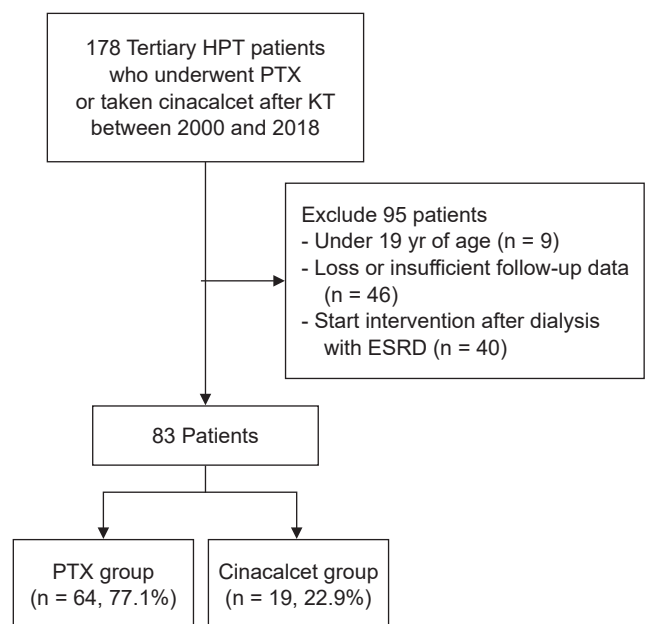 178 Tertiary HPT patients
who underwent PTX
or taken cinacalcet after KT
between 2000 and 2018
Exclude 95 patients
- Under 19 yr of age (n = 9)
- Loss or insufficient follow-up data
(n = 46)
- Start intervention after dialysis
with ESRD (n = 40)
83 Patients
PTX group
(n = 64, 77.1%)
Cinacalcet group
(n = 19, 22.9%)